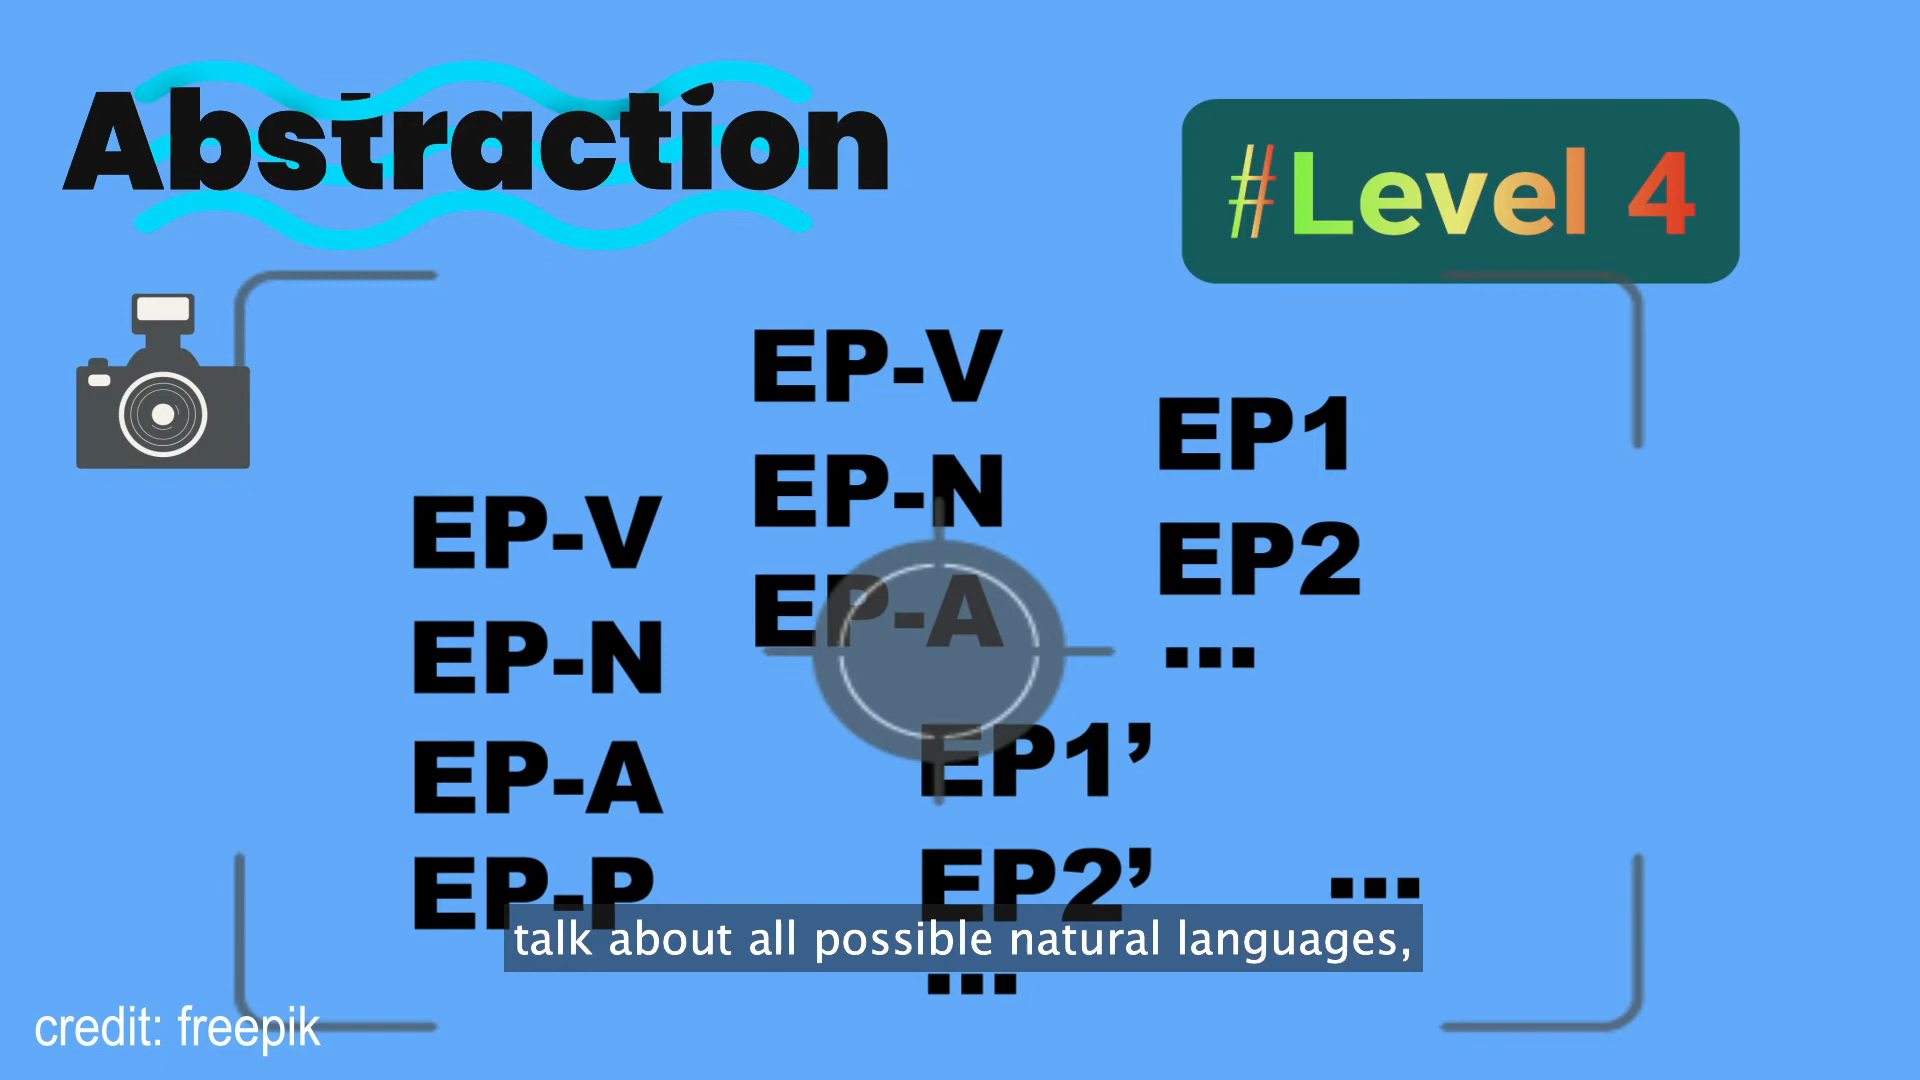 Abstraction
#Level 4
EP-V
EP-N
EP-A
EP-P
EP-V
EP-N
EP-A
EP1
EP2
...
EP1’
EP2’
...
...
talk about all possible natural languages,
credit: freepik